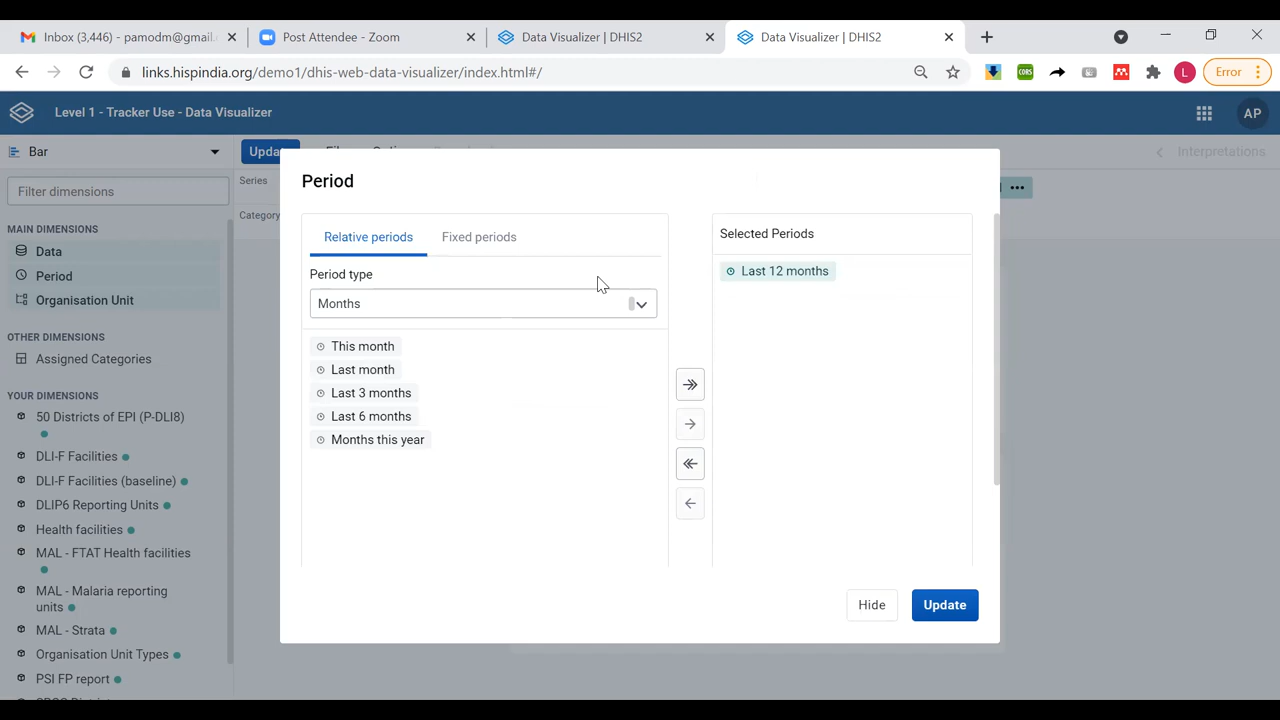 Inbox (3,446) - pamodm@gmail.
Post Attendee - Zoom
Data Visualizer | DHIS2
Data Visualizer | DHIS2
links.hispindia.org/demo1/dhis-web-data-visualizer/index.html#/
CORS
L
Error
Level 1 - Tracker Use - Data Visualizer
AP
Bar
Upda
Interpretations
Filter dimensions
Series
Category
MAIN DIMENSIONS
Data
Period
Organisation Unit
OTHER DIMENSIONS
Assigned Categories
YOUR DIMENSIONS
50 Districts of EPI (P-DLI8)
DLI-F Facilities
DLI-F Facilities (baseline)
DLIP6 Reporting Units
Health facilities
MAL - FTAT Health facilities
MAL - Malaria reporting
units
MAL - Strata
Organisation Unit Types
PSI FP report
Period
Relative periods
Fixed periods
Period type
Months
This month
Last month
Last 3 months
Last 6 months
Months this year
Selected Periods
Last 12 months
Hide
Update